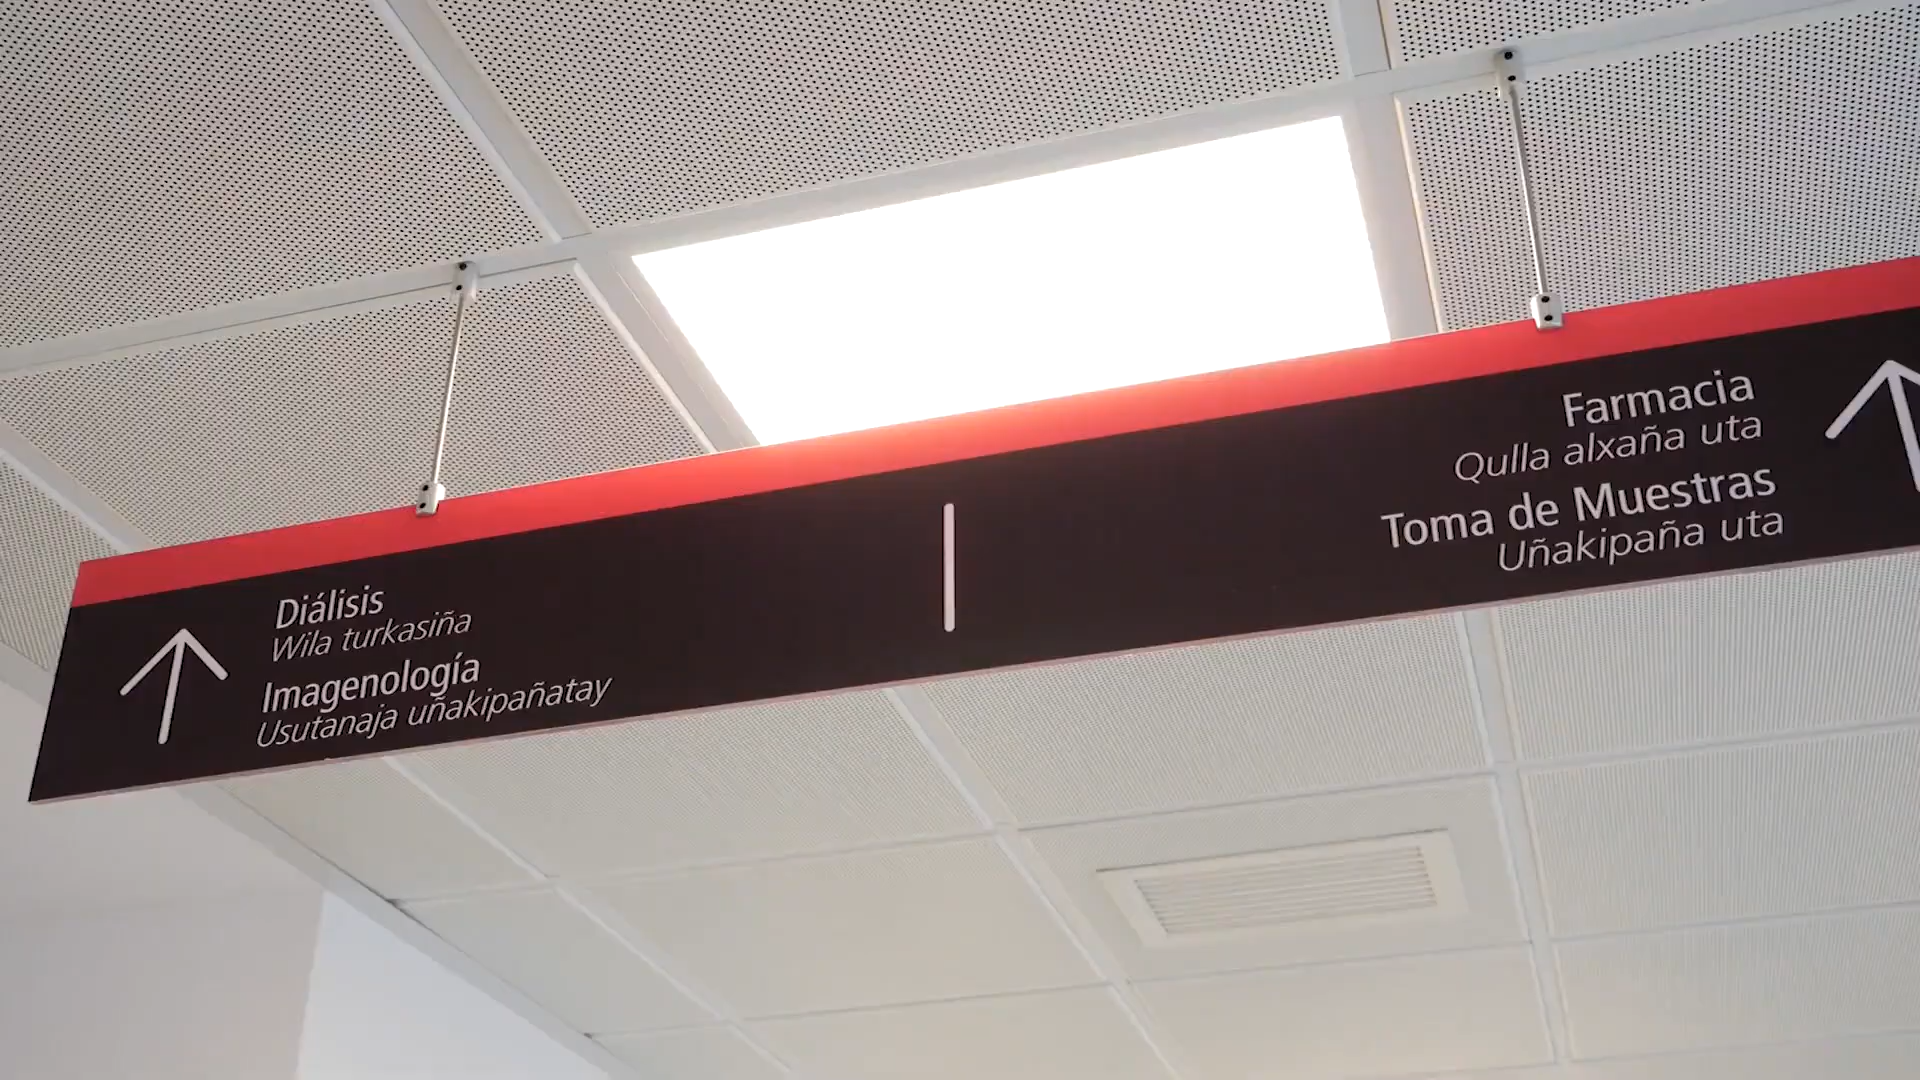 Diálisis
Wila turkasiña
Imagenología
Usutanaja uñakipañatay
Farmacia
Qulla alxaña uta
Toma de Muestras
Uñakipaña uta